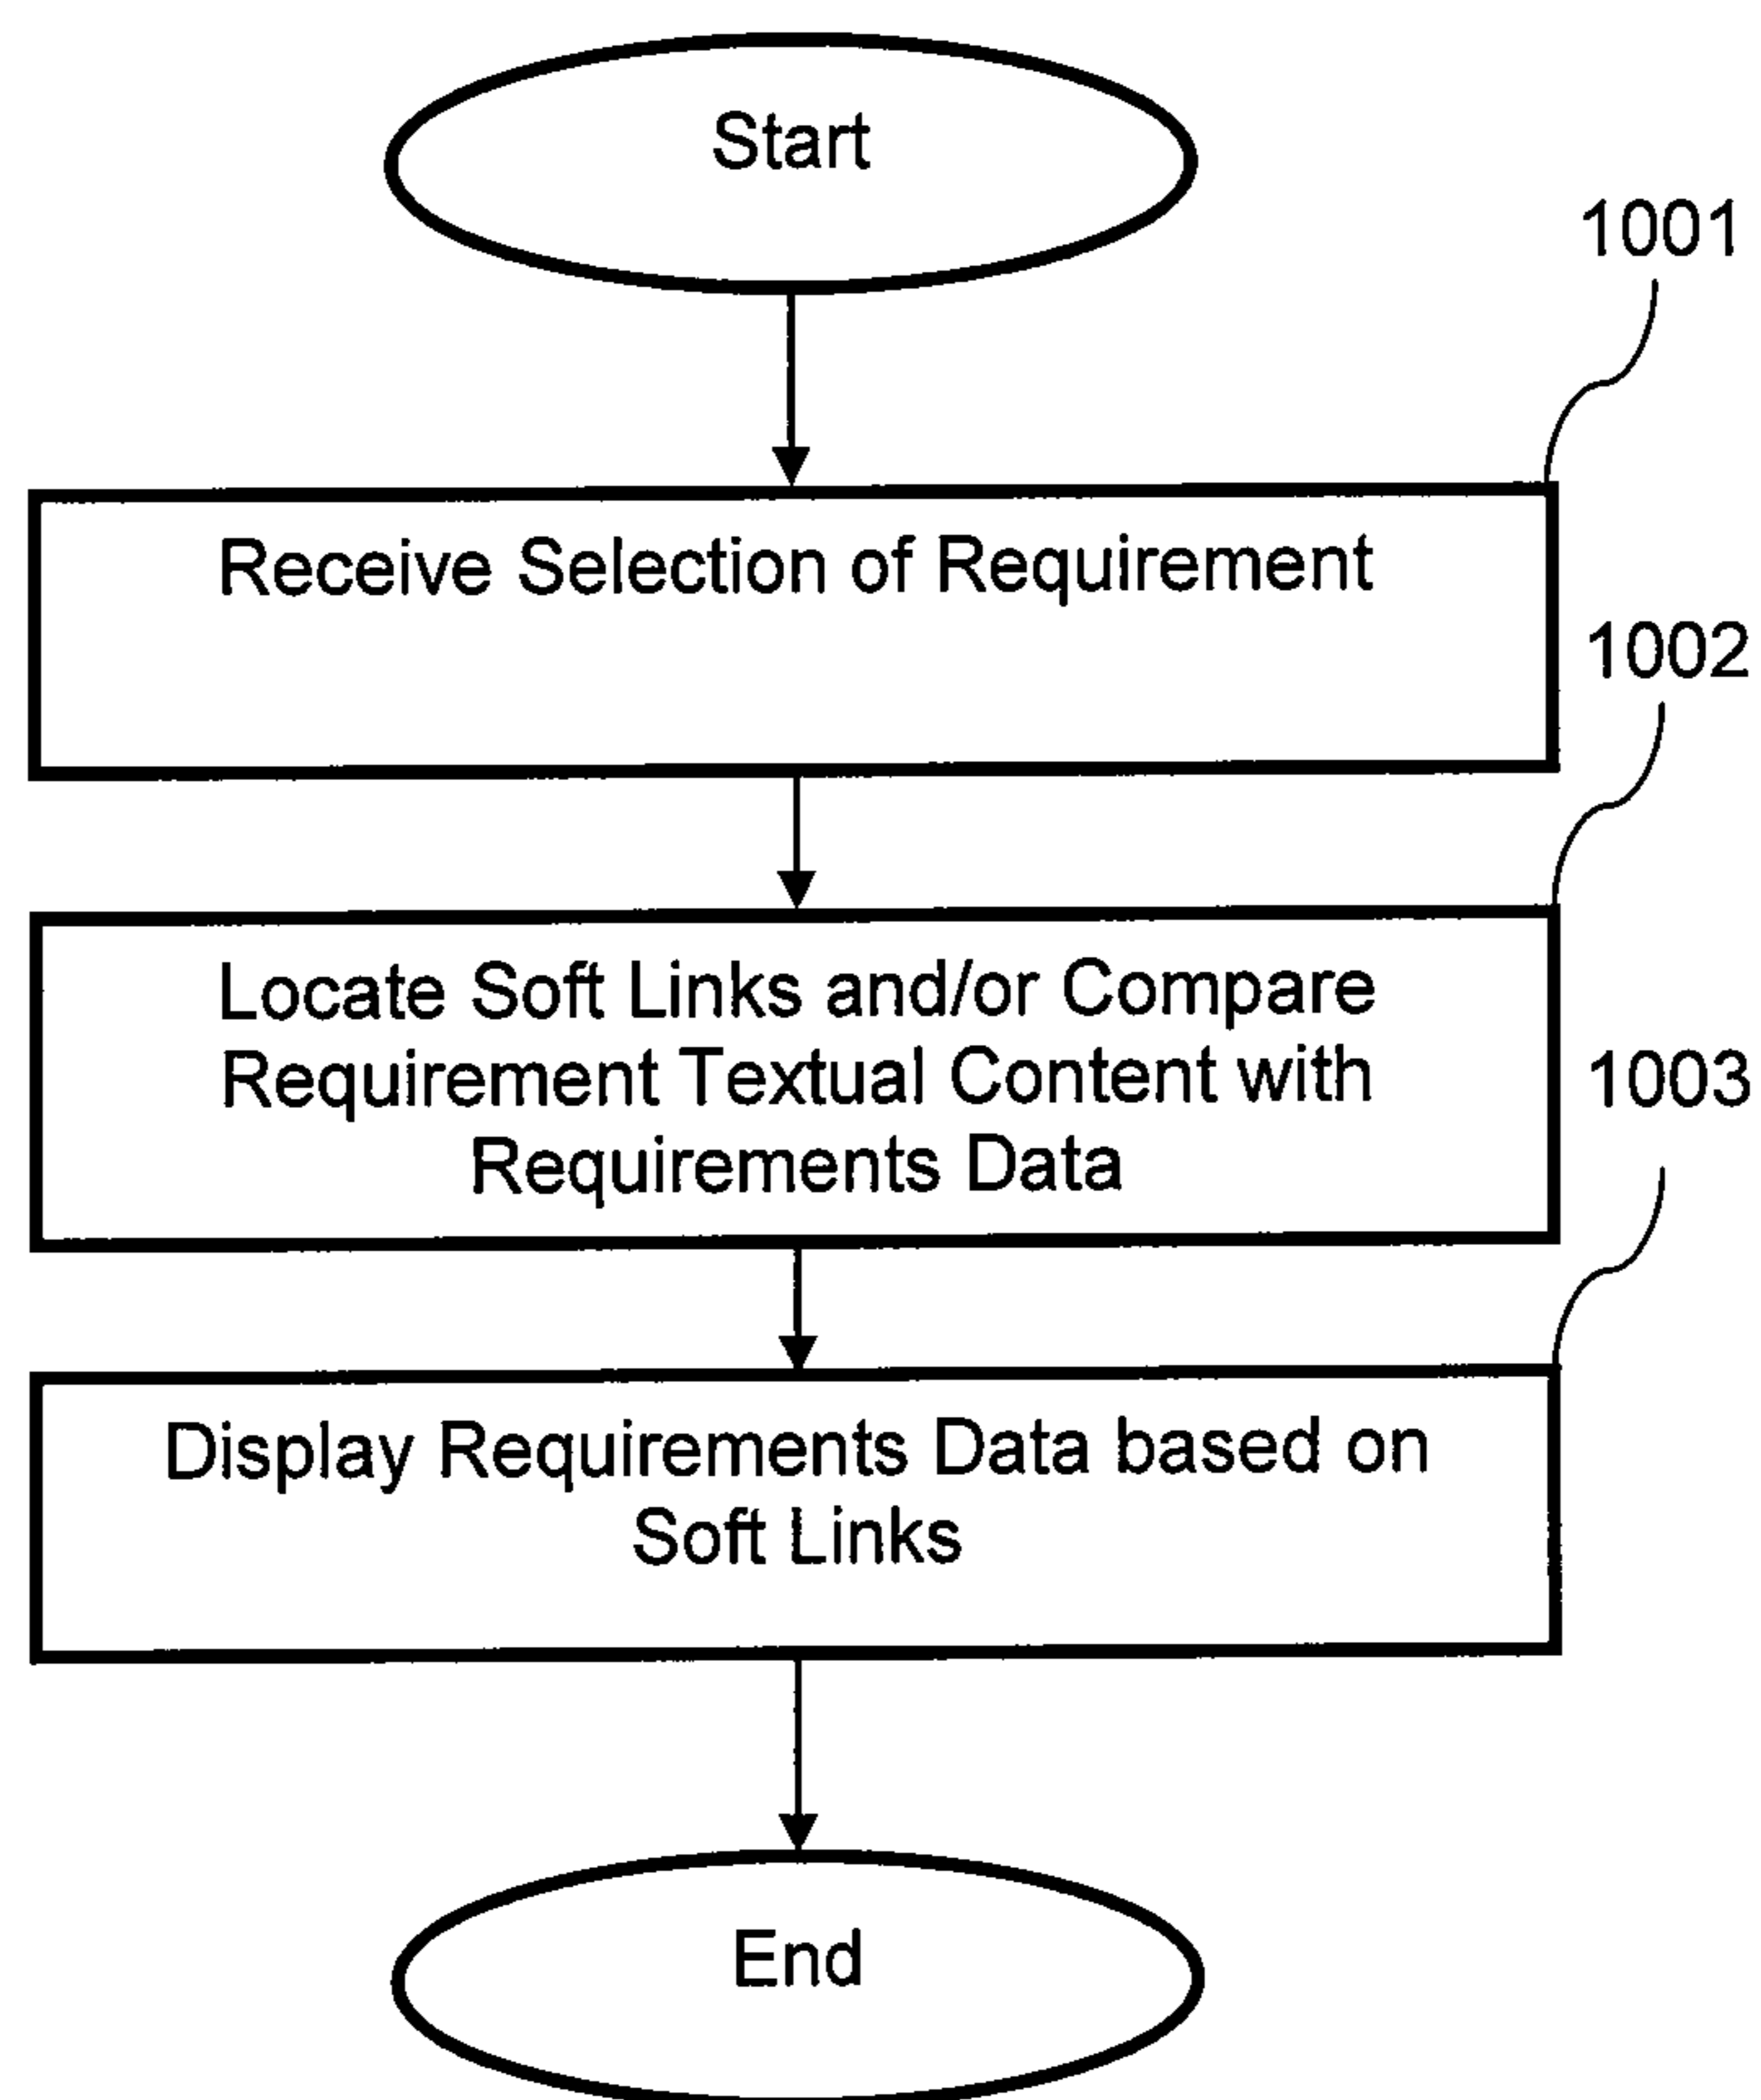 Start
1001
Receive Selection of Requirement
1002
Locate Soft Links and/or Compare
Requirement Textual Content with
Requirements Data
1003
Display Requirements Data based on
Soft Links
End